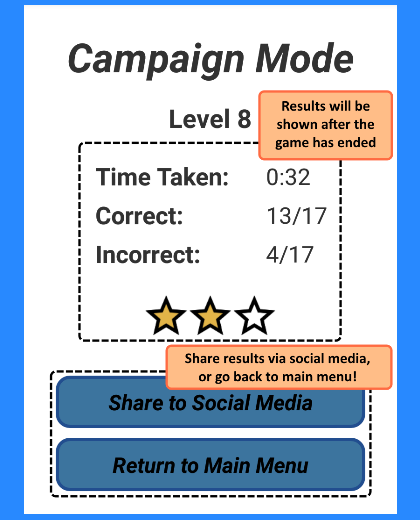 Campaign Mode
Level 8
Results will be
shown after the
game has ended
Time Taken: 0:32
Correct: 13/17
Incorrect: 4/17
Share results via social media,
or go back to main menu!
Share to Social Media
Return to Main Menu